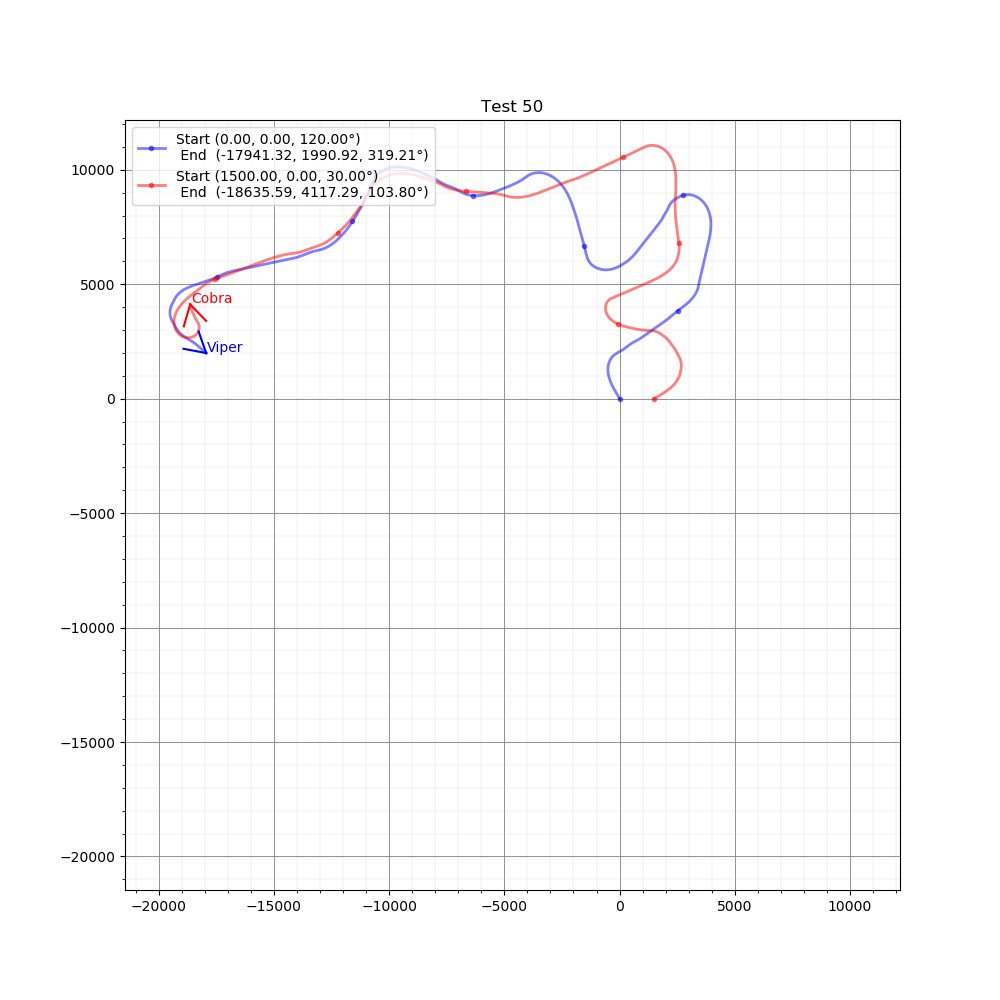 Test 50
Start (0.00, 0.00, 120.00°)
End (-17941.32, 1990.92, 319.21°)
Start (1500.00, 0.00, 30.00°)
End (-18635.59, 4117.29, 103.80°)
10000
5000
0
−5000
−10000
−15000
−20000
Cobra
Viper
−20000
−15000
−10000
−5000
0
5000
10000